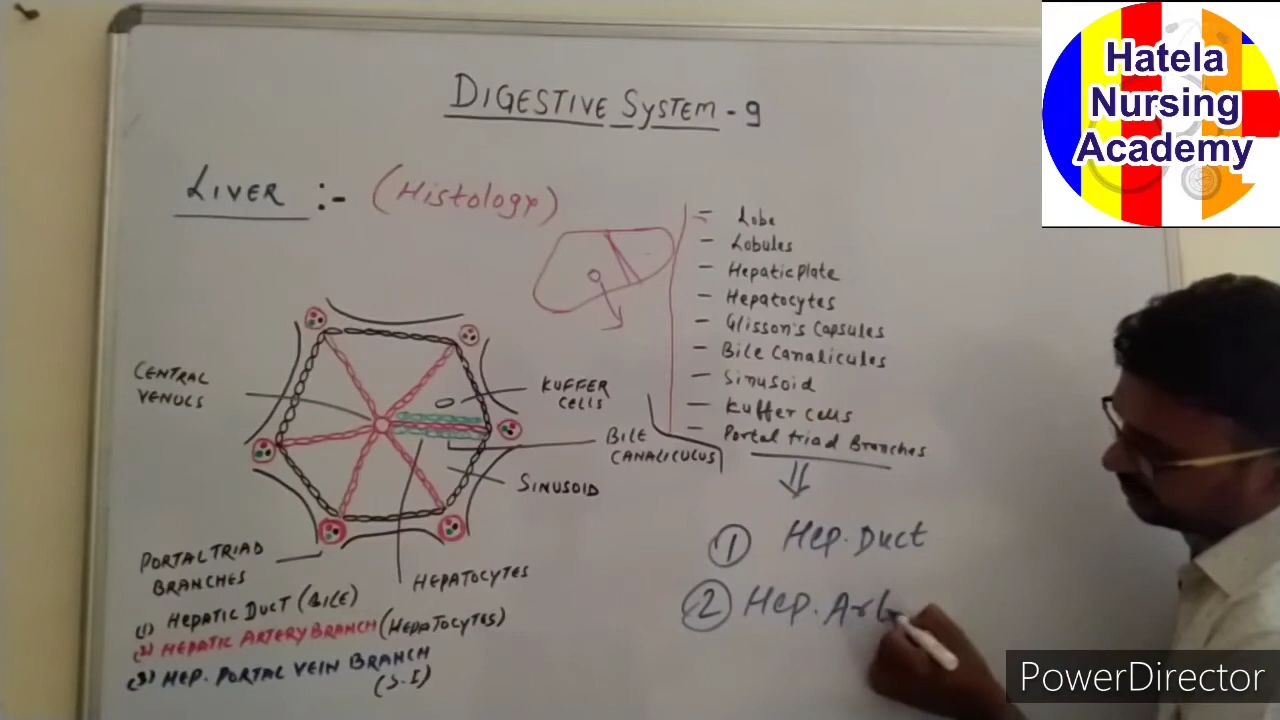 DIGESTIVE SYSTEM - 9
LIVER :- (Histology)
- Lobe
- Lobules
- Hepatic plate
- Hepatocytes
- Glisson's Capsules
- Bile Canalicules
- Sinusoid
- Kuffer cells
- Portal triad Branches
① Hep. Duct
② Hep. Art
CENTRAL
VENULS
KUFFER
CELLS
BILE
CANALICULUS
SINUSOID
HEPATOCYTES
PORTAL TRIAD
BRANCHES
(1) HEPATIC DUCT (BILE)
(2) HEPATIC ARTERY BRANCH (HEPATOCYTES)
(3) HEP. PORTAL VEIN BRANCH
(S.I)
Hatela
Nursing
Academy
PowerDirector